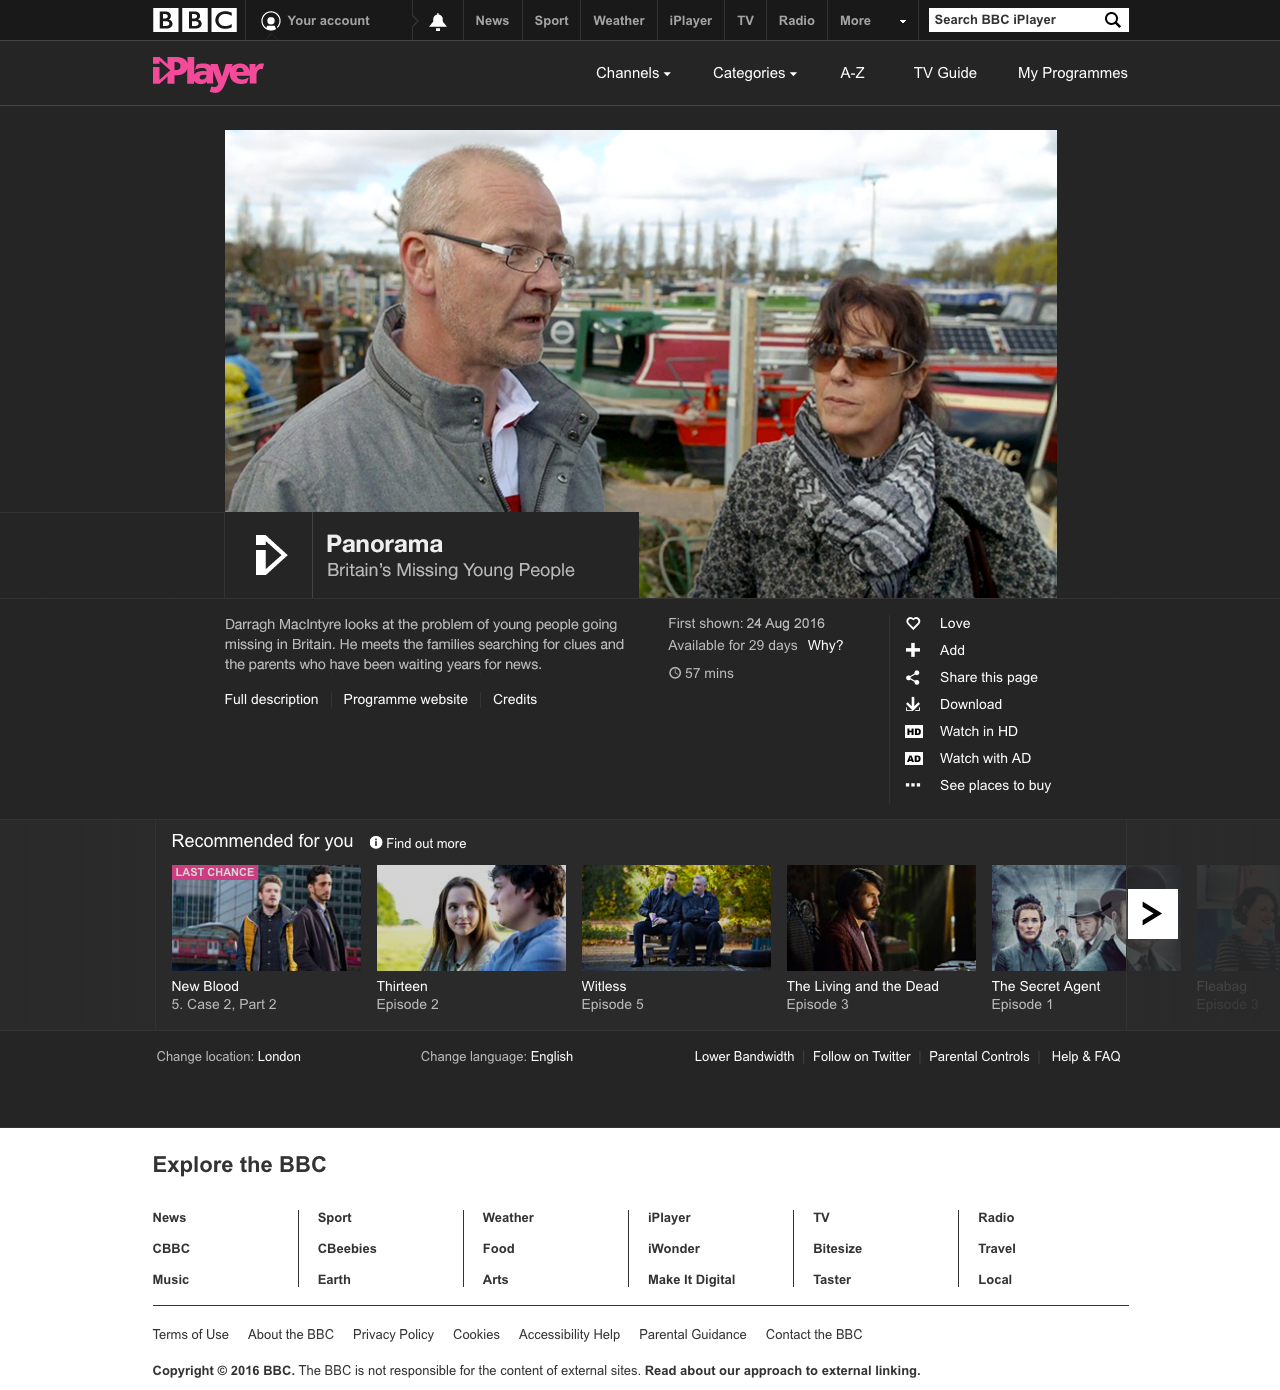 BBC Your account News Sport Weather iPlayer TV Radio More Search BBC iPlayer
iPlayer Channels Categories A-Z TV Guide My Programmes
Panorama
Britain's Missing Young People
Darragh MacIntyre looks at the problem of young people going
missing in Britain. He meets the families searching for clues and
the parents who have been waiting years for news.
Full description Programme website Credits
First shown: 24 Aug 2016
Available for 29 days Why?
57 mins
Love
Add
Share this page
Download
HD Watch in HD
AD Watch with AD
See places to buy
Recommended for you Find out more
LAST CHANCE
New Blood
5. Case 2, Part 2
Thirteen
Episode 2
Witless
Episode 5
The Living and the Dead
Episode 3
The Secret Agent
Episode 1
Fleabag
Episode 3
Change location: London Change language: English Lower Bandwidth Follow on Twitter Parental Controls Help & FAQ
Explore the BBC
News Sport Weather iPlayer TV Radio
CBBC CBeebies Food iWonder Bitesize Travel
Music Earth Arts Make It Digital Taster Local
Terms of Use About the BBC Privacy Policy Cookies Accessibility Help Parental Guidance Contact the BBC
Copyright © 2016 BBC. The BBC is not responsible for the content of external sites. Read about our approach to external linking.